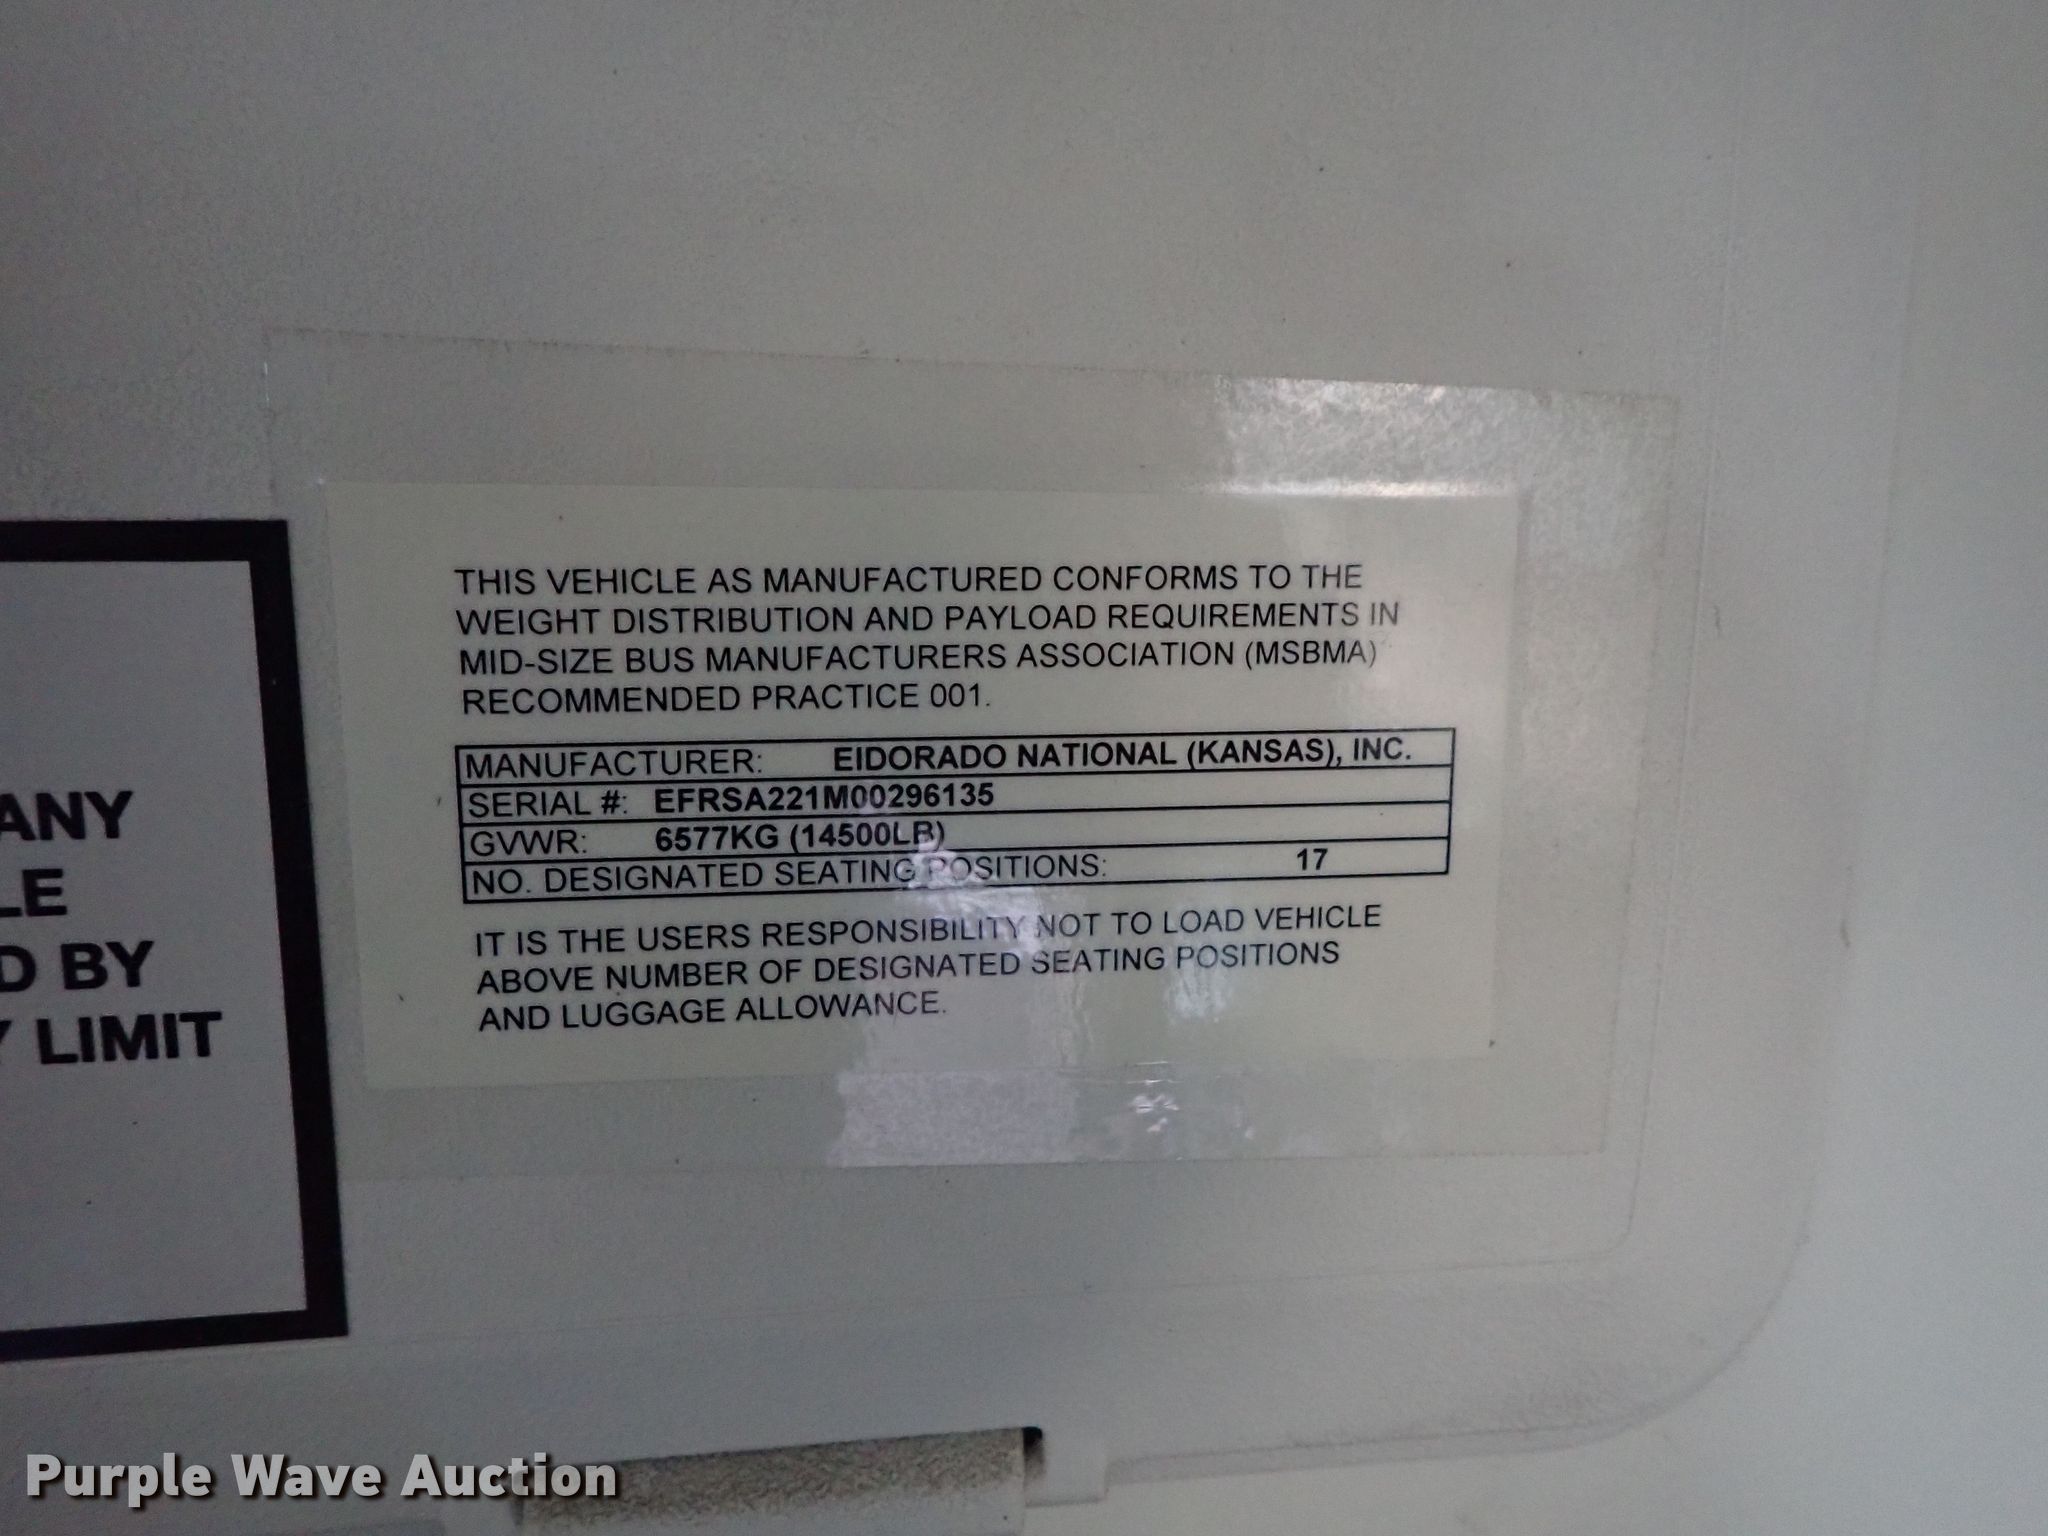 THIS VEHICLE AS MANUFACTURED CONFORMS TO THE
WEIGHT DISTRIBUTION AND PAYLOAD REQUIREMENTS IN
MID-SIZE BUS MANUFACTURERS ASSOCIATION (MSBMA)
RECOMMENDED PRACTICE 001.
MANUFACTURER: EIDORADO NATIONAL (KANSAS), INC.
SERIAL #: EFRSA221M00296135
GVWR: 6577KG (14500LB)
NO. DESIGNATED SEATING POSITIONS: 17
IT IS THE USERS RESPONSIBILITY NOT TO LOAD VEHICLE
ABOVE NUMBER OF DESIGNATED SEATING POSITIONS
AND LUGGAGE ALLOWANCE.
ANY
LE
D BY
Y LIMIT
Purple Wave Auction